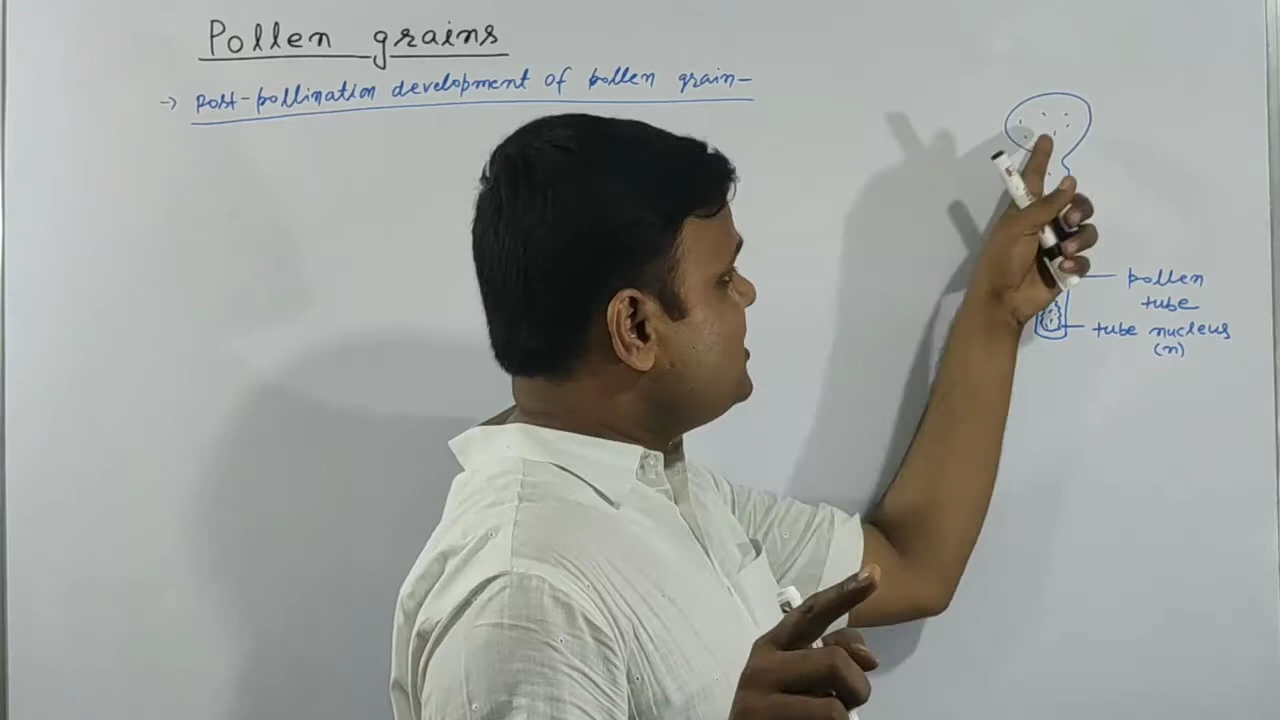 Pollen grains
→ Post-pollination development of pollen grain-
pollen
tube
tube nucleus
(n)